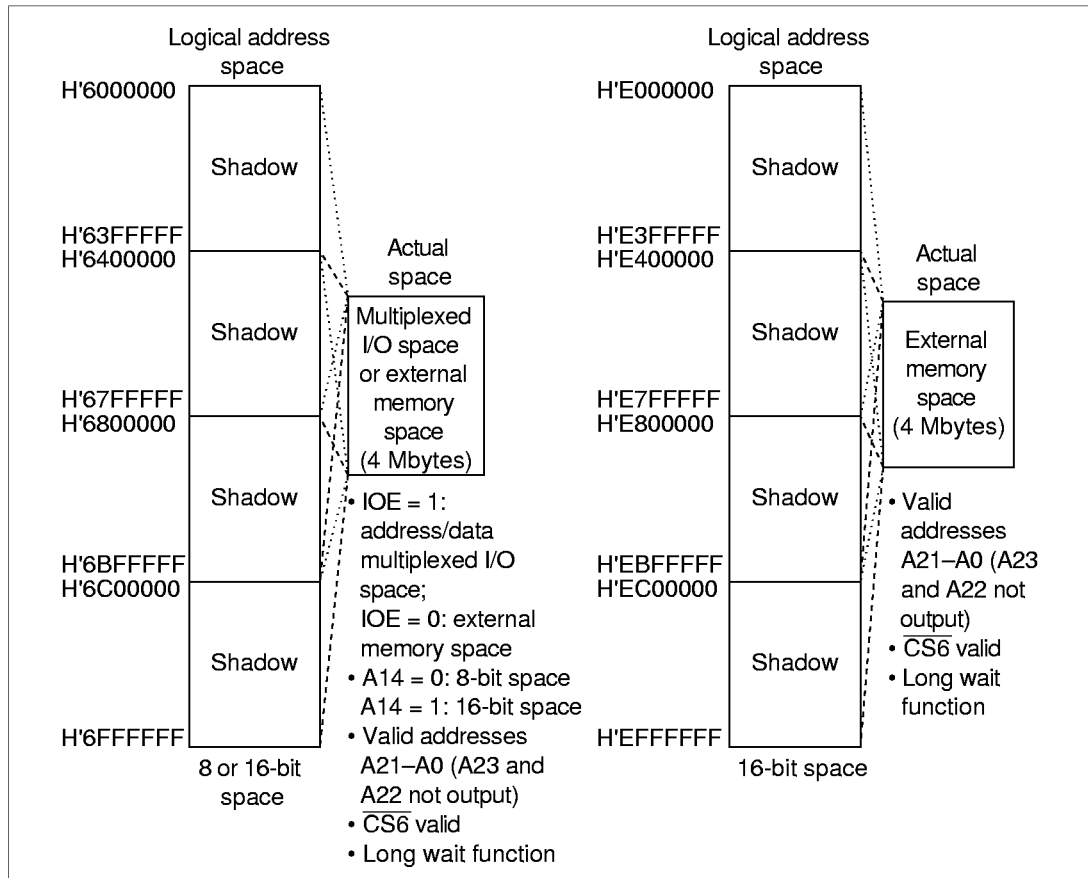 Logical address
space
H'6000000
Shadow
H'63FFFFF
H'6400000
Shadow
H'67FFFFF
H'6800000
Shadow
H'6BFFFFF
H'6C00000
Shadow
H'6FFFFFF
8 or 16-bit
space
Actual
space
Multiplexed
I/O space
or external
memory
space
(4 Mbytes)
• IOE = 1:
address/data
multiplexed I/O
space;
IOE = 0: external
memory space
• A14 = 0: 8-bit space
A14 = 1: 16-bit space
• Valid addresses
A21–A0 (A23 and
A22 not output)
• CS6 valid
• Long wait function
Logical address
space
H'E000000
Shadow
H'E3FFFFF
H'E400000
Shadow
H'E7FFFFF
H'E800000
Shadow
H'EBFFFFF
H'EC00000
Shadow
H'EFFFFFF
16-bit space
Actual
space
External
memory
space
(4 Mbytes)
• Valid
addresses
A21–A0 (A23
and A22 not
output)
• CS6 valid
• Long wait
function